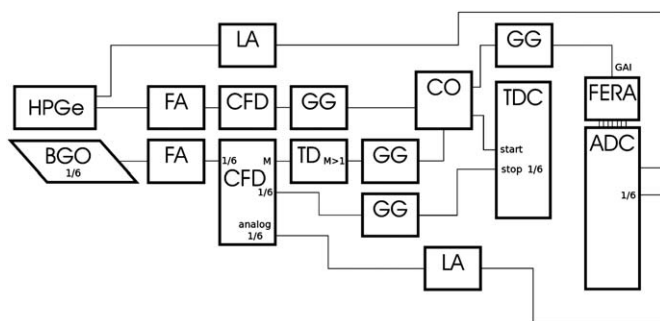 LA
GG
GAI
HPGe
FA
CFD
GG
CO
TDC
FERA
BGO
1/6
FA
1/6 M
CFD
1/6
analog
1/6
TD M>1
GG
start
stop 1/6
ADC
1/6
GG
LA